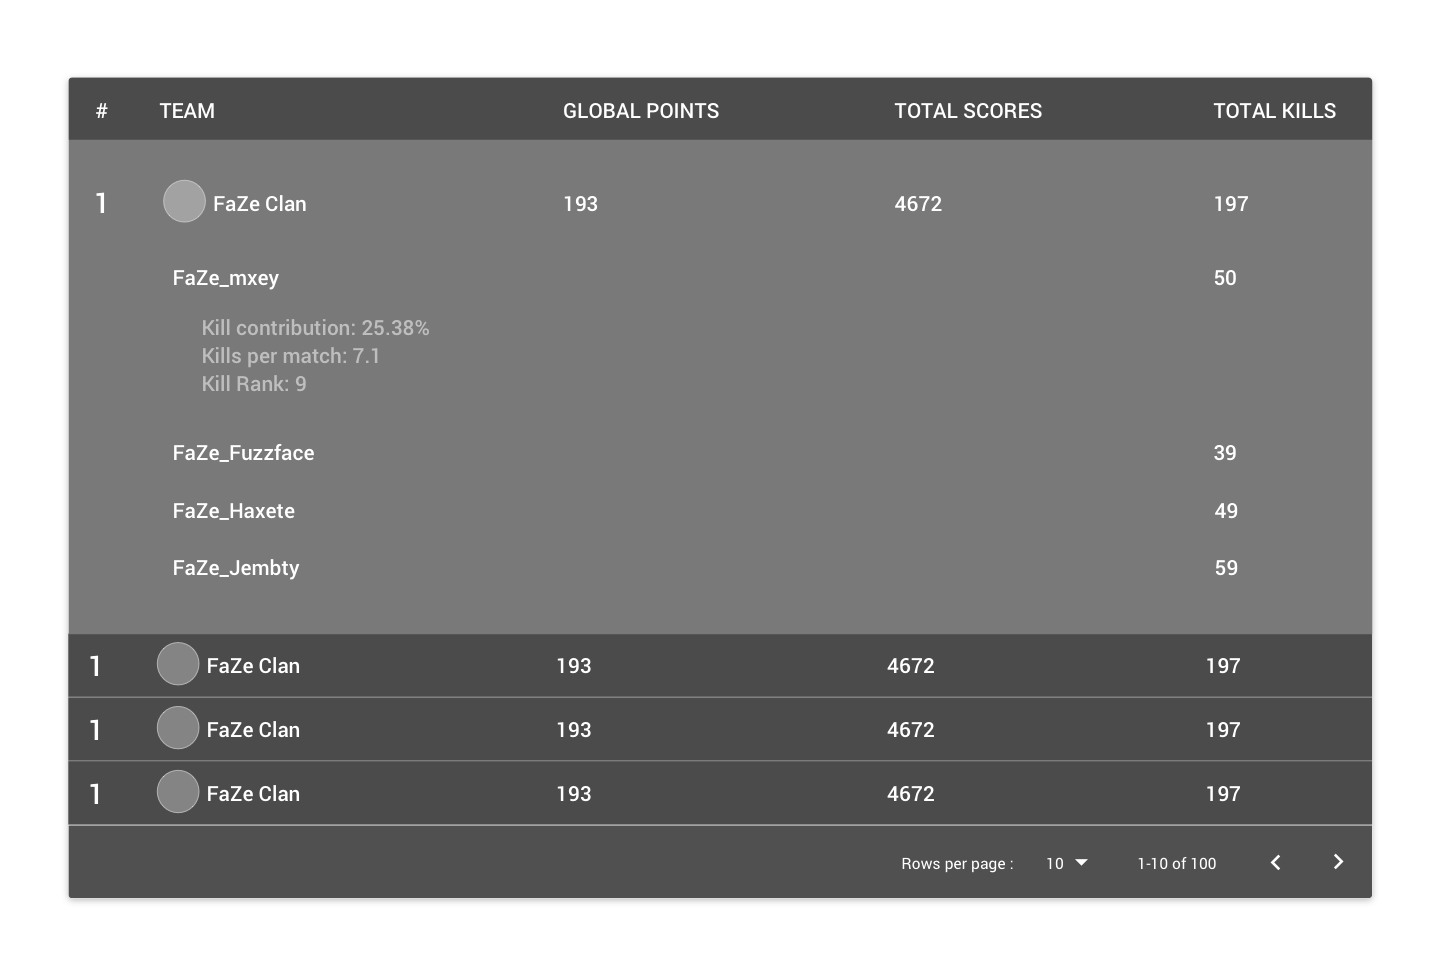 # TEAM GLOBAL POINTS TOTAL SCORES TOTAL KILLS
1 FaZe Clan 193 4672 197
FaZe_mxey 50
Kill contribution: 25.38%
Kills per match: 7.1
Kill Rank: 9
FaZe_Fuzzface 39
FaZe_Haxete 49
FaZe_Jembty 59
1 FaZe Clan 193 4672 197
1 FaZe Clan 193 4672 197
1 FaZe Clan 193 4672 197
Rows per page : 10 1-10 of 100